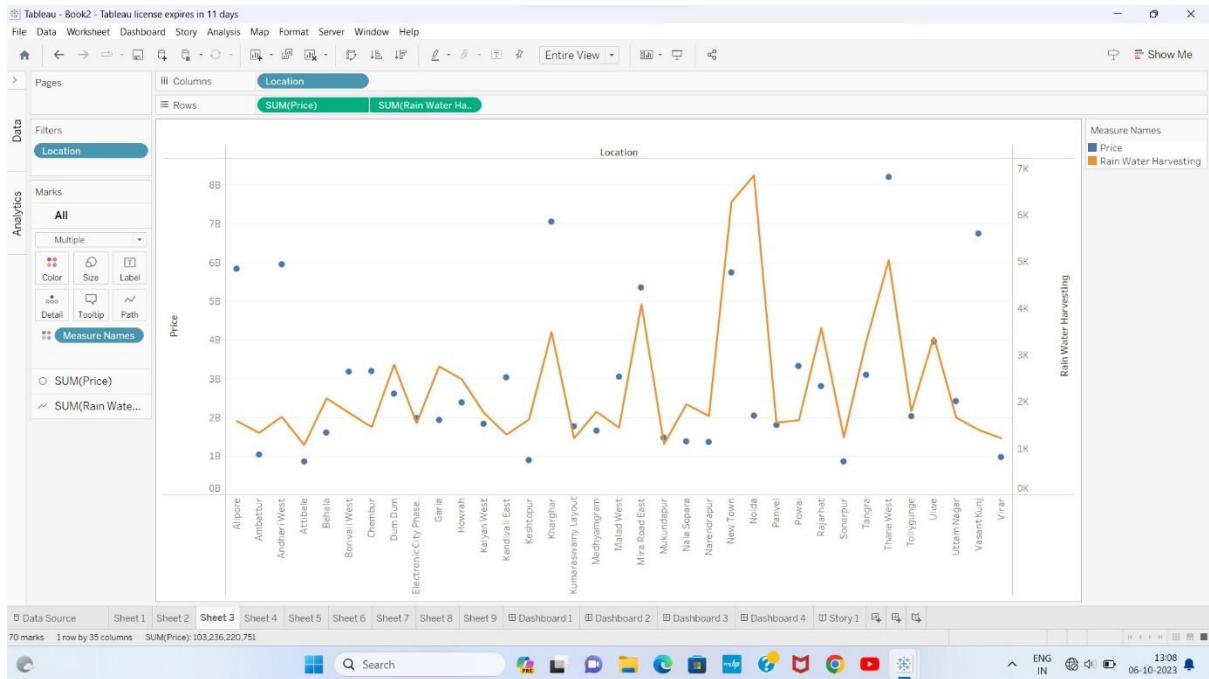 Tableau - Book2 - Tableau license expires in 11 days
File Data Worksheet Dashboard Story Analysis Map Format Server Window Help
Entire View
Show Me
Pages
Columns
Location
Rows
SUM(Price)
SUM(Rain Water Ha..
Data
Analytics
Filters
Location
Marks
All
Multiple
Color Size Label
Detail Tooltip Path
Measure Names
SUM(Price)
SUM(Rain Wate...
Location
Price
8B
7B
6B
5B
4B
3B
2B
1B
0B
7K
6K
5K
4K
3K
2K
1K
0K
Rain Water Harvesting
Alipore
Ambattur
Andheri West
Attibele
Behala
Borivali West
Chembur
Dum Dum
Electronic City Phase..
Garia
Howrah
Kalyan West
Kandivali East
Keshtopur
Kharghar
Kumaraswamy Layout
Madhyamgram
Malad West
Mira Road East
Mukundapur
Nala Sopara
Narendrapur
New Town
Noida
Panvel
Powai
Rajarhat
Sonarpur
Tangra
Thane West
Tollygunge
Ulwe
Uttam Nagar
Vasant Kunj
Virar
Measure Names
Price
Rain Water Harvesting
Data Source Sheet 1 Sheet 2 Sheet 3 Sheet 4 Sheet 5 Sheet 6 Sheet 7 Sheet 8 Sheet 9 Dashboard 1 Dashboard 2 Dashboard 3 Dashboard 4 Story 1
70 marks 1 row by 35 columns SUM(Price): 103,236,220,751
Search
PRE
ENG
IN
13:08
06-10-2023